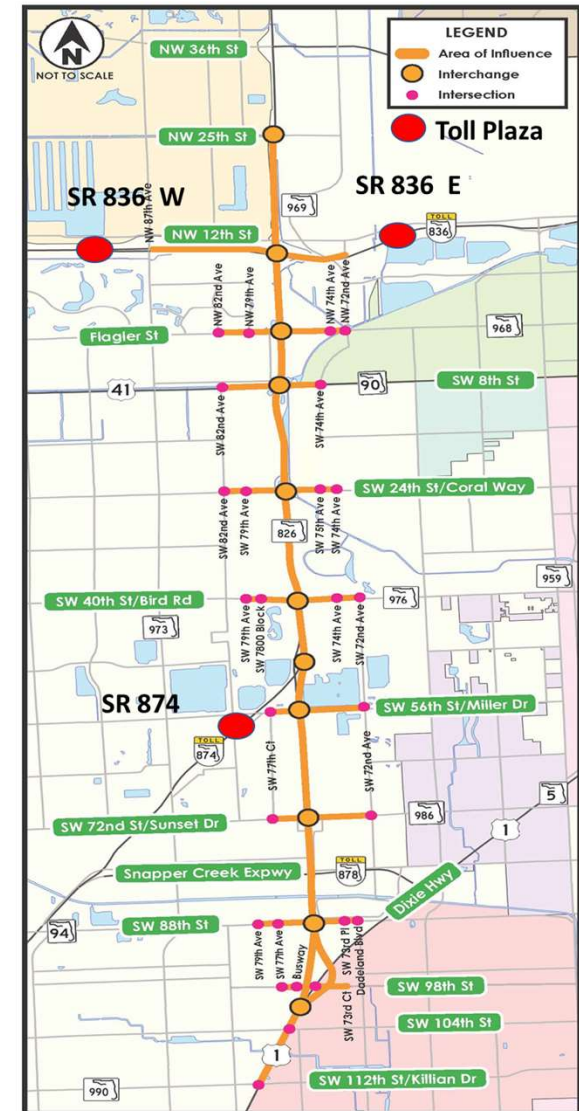 N
NOT TO SCALE
LEGEND
Area of Influence
Interchange
Intersection
Toll Plaza
NW 36th St
NW 25th St
SR 836 W
SR 836 E
969
TOLL
836
NW 87th Ave
NW 12th St
NW 82nd Ave
NW 79th Ave
NW 74th Ave
NW 72nd Ave
Flagler St
968
41
90
SW 8th St
SW 82nd Ave
SW 74th Ave
SW 24th St/Coral Way
SW 82nd Ave
SW 79th Ave
SW 75th Ave
SW 74th Ave
826
959
SW 40th St/Bird Rd
976
973
SW 79th Ave
SW 7800 Block
SW 74th Ave
SW 72nd Ave
SR 874
SW 56th St/Miller Dr
TOLL
874
SW 77th Ct
SW 72nd Ave
5
1
SW 72nd St/Sunset Dr
986
Snapper Creek Expwy
TOLL
878
Dixie Hwy
94
SW 88th St
SW 79th Ave
SW 77th Ave
Busway
SW 73rd Pl
Dadeland Blvd
SW 98th St
SW 73rd Ct
SW 104th St
1
SW 112th St/Killian Dr
990